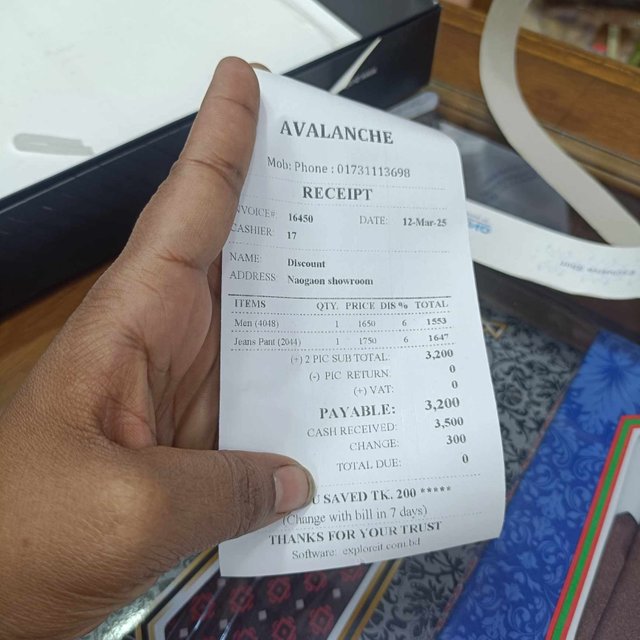 AVALANCHE
Mob: Phone : 01731113698
RECEIPT
INVOICE#: 16450 DATE: 12-Mar-25
CASHIER: 17
NAME: Discount
ADDRESS Naogaon showroom
ITEMS QTY. PRICE DIS % TOTAL
Men (4048) 1 1650 6 1553
Jeans Pant (2044) 1 1750 6 1647
(+) 2 PIC SUB TOTAL: 3,200
(-) PIC RETURN: 0
(+) VAT: 0
PAYABLE: 3,200
CASH RECEIVED: 3,500
CHANGE: 300
TOTAL DUE: 0
SAVED TK. 200 *****
(Change with bill in 7 days)
THANKS FOR YOUR TRUST
Software: exploreit.com.bd